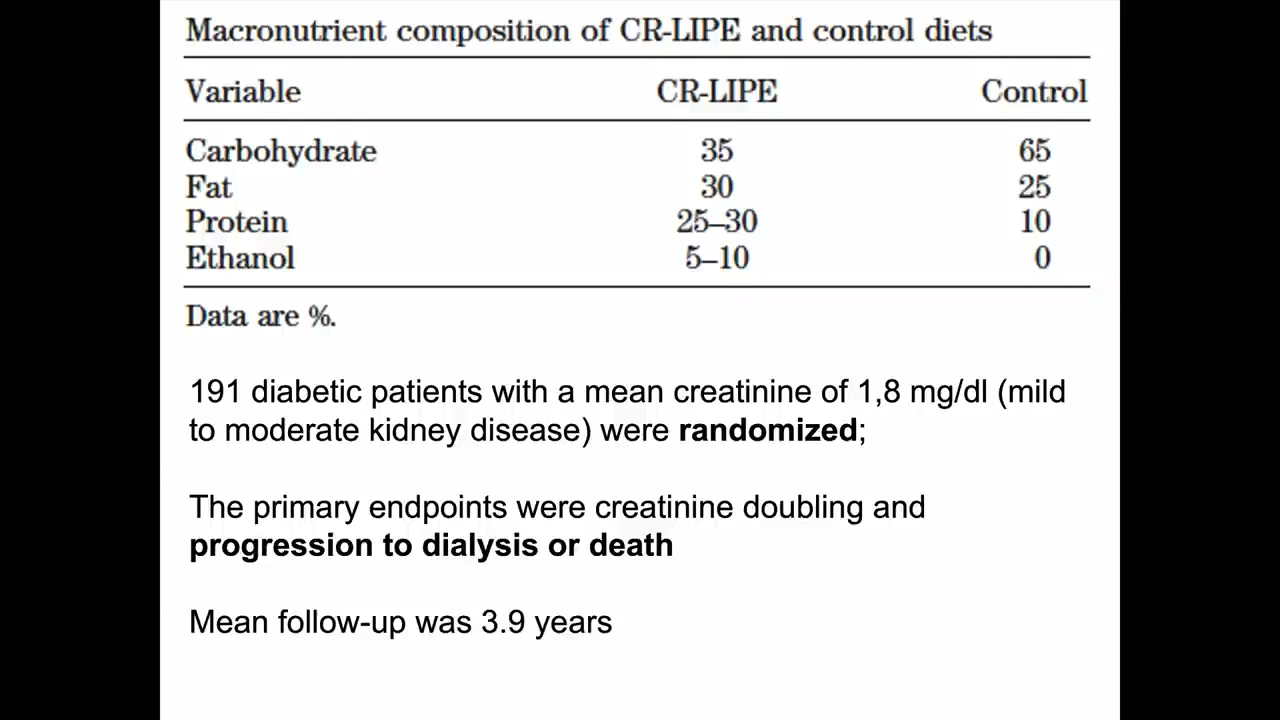 Macronutrient composition of CR-LIPE and control diets
Variable CR-LIPE Control
Carbohydrate 35 65
Fat 30 25
Protein 25–30 10
Ethanol 5–10 0
Data are %.
191 diabetic patients with a mean creatinine of 1,8 mg/dl (mild
to moderate kidney disease) were randomized;
The primary endpoints were creatinine doubling and
progression to dialysis or death
Mean follow-up was 3.9 years